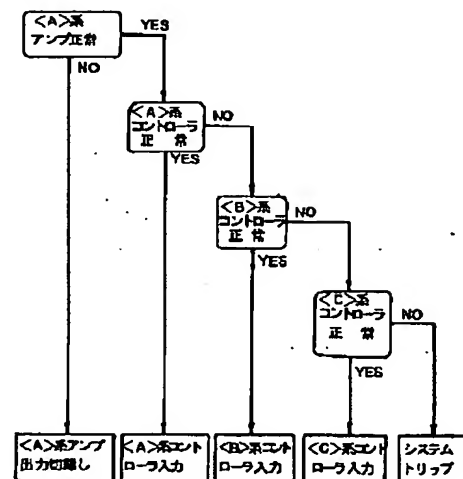 <A>系
アンプ正常
YES
NO
<A>系
コントローラ
正常
NO
YES
<B>系
コントローラ
正常
NO
YES
<C>系
コントローラ
正常
NO
YES
<A>系アンプ
出力切離し
<A>系コント
ローラ入力
<B>系コント
ローラ入力
<C>系コント
ローラ入力
システム
トリップ